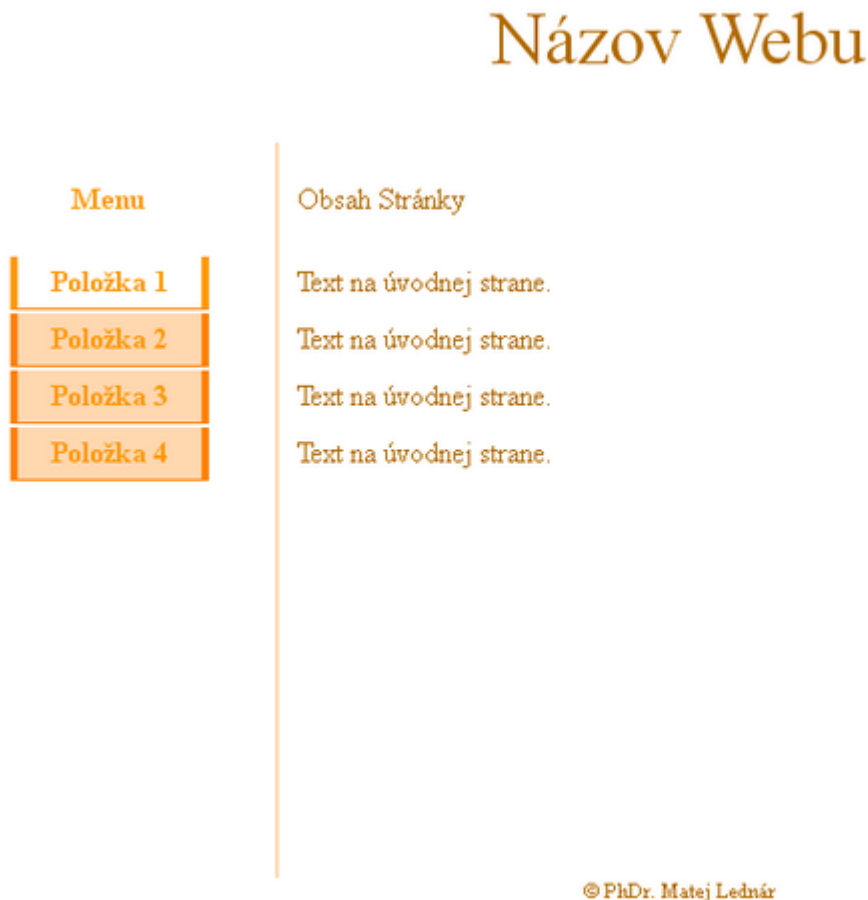 Názov Webu
Menu
Obsah Stránky
Položka 1
Text na úvodnej strane.
Položka 2
Text na úvodnej strane.
Položka 3
Text na úvodnej strane.
Položka 4
Text na úvodnej strane.
© PhDr. Matej Lednár